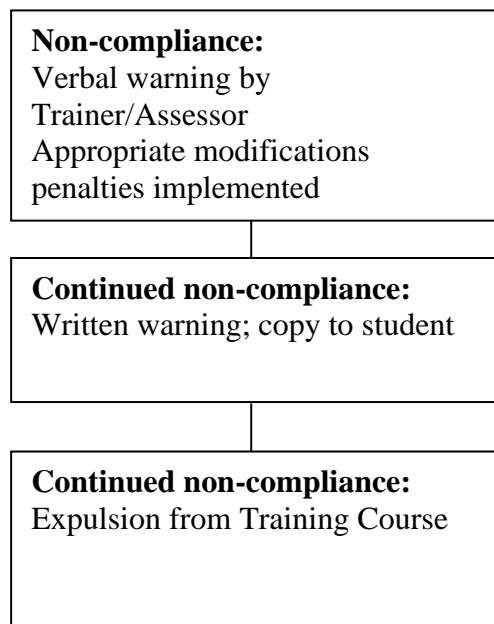 Non-compliance:
Verbal warning by
Trainer/Assessor
Appropriate modifications
penalties implemented
Continued non-compliance:
Written warning; copy to student
Continued non-compliance:
Expulsion from Training Course